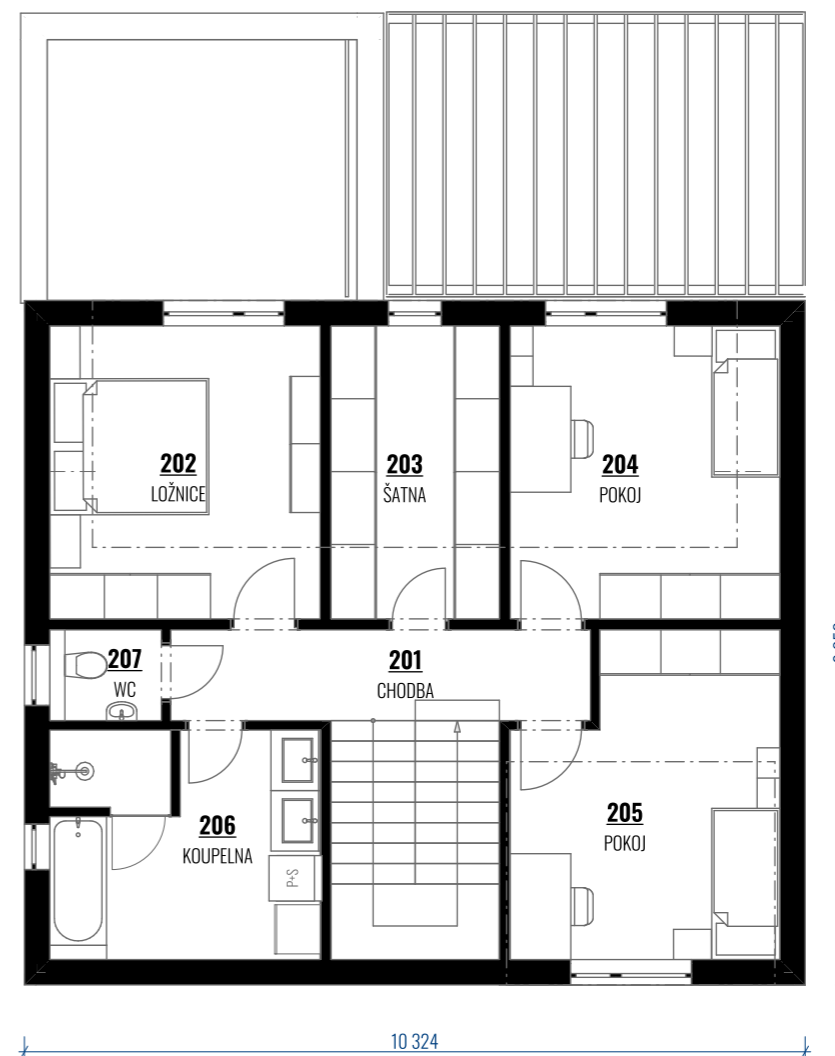 202
LOŽNICE
203
ŠATNA
204
POKOJ
207
WC
201
CHODBA
206
KOUPELNA
P+S
205
POKOJ
10 324